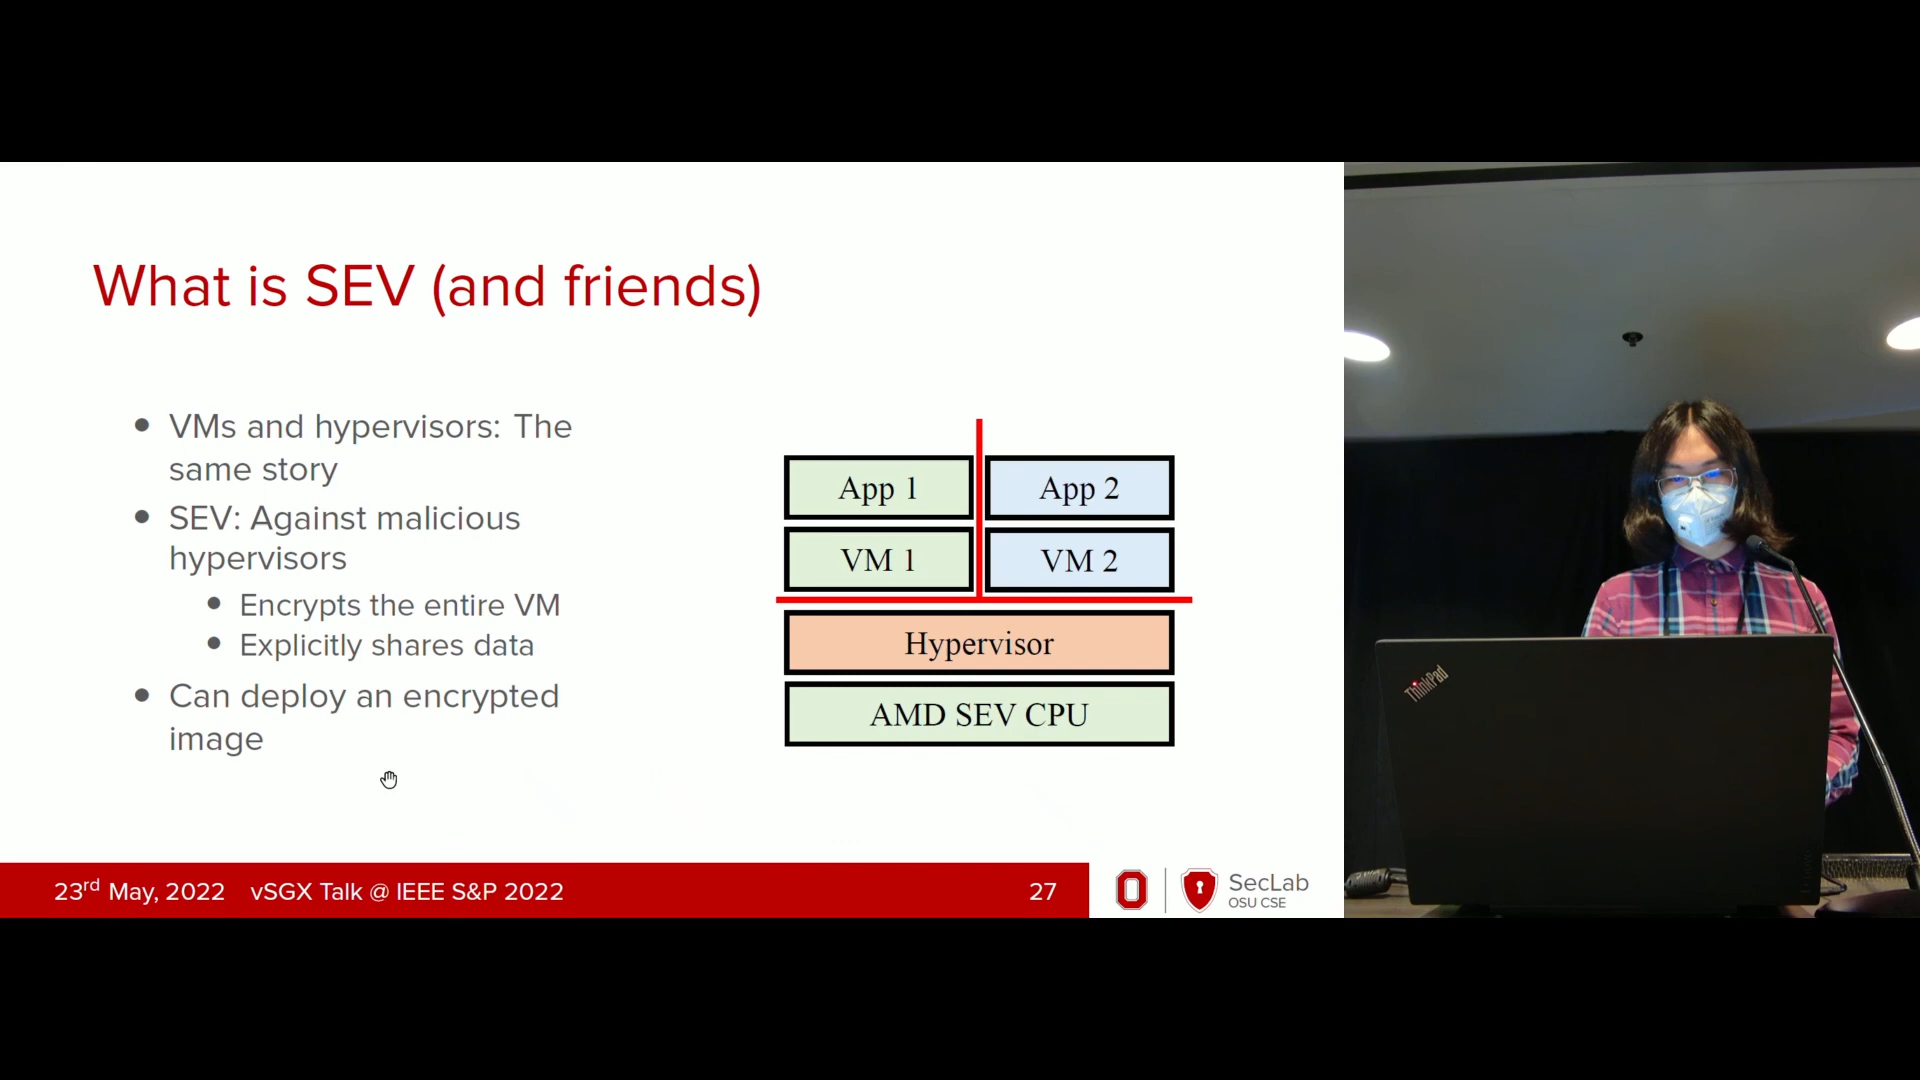 What is SEV (and friends)
VMs and hypervisors: The
same story
SEV: Against malicious
hypervisors
Encrypts the entire VM
Explicitly shares data
Can deploy an encrypted
image
App 1
App 2
VM 1
VM 2
Hypervisor
AMD SEV CPU
23rd May, 2022 vSGX Talk @ IEEE S&P 2022
27
SecLab
OSU CSE
ThinkPad